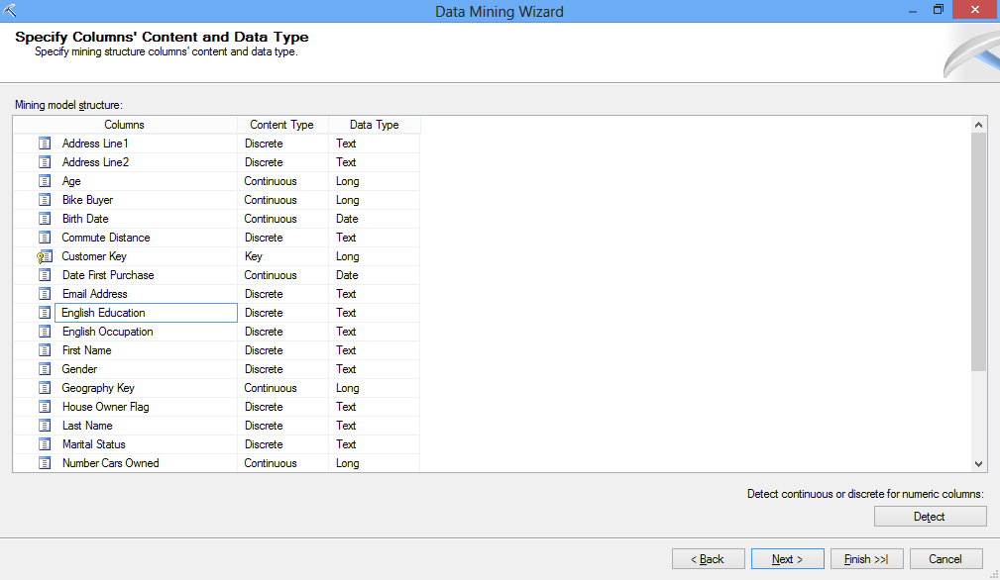 Data Mining Wizard
Specify Columns' Content and Data Type
Specify mining structure columns' content and data type.
Mining model structure:
Columns Content Type Data Type
Address Line1 Discrete Text
Address Line2 Discrete Text
Age Continuous Long
Bike Buyer Continuous Long
Birth Date Continuous Date
Commute Distance Discrete Text
Customer Key Key Long
Date First Purchase Continuous Date
Email Address Discrete Text
English Education Discrete Text
English Occupation Discrete Text
First Name Discrete Text
Gender Discrete Text
Geography Key Continuous Long
House Owner Flag Discrete Text
Last Name Discrete Text
Marital Status Discrete Text
Number Cars Owned Continuous Long
Detect continuous or discrete for numeric columns:
Detect
< Back Next > Finish >>| Cancel